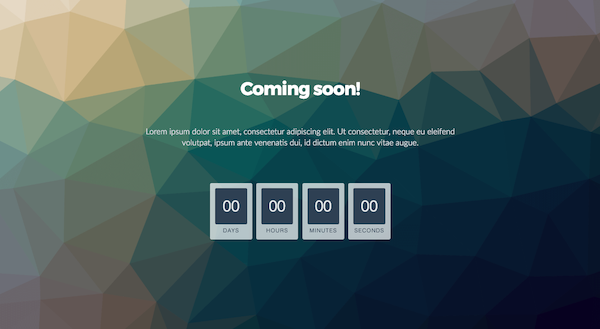 Coming soon!
Lorem ipsum dolor sit amet, consectetur adipiscing elit. Ut consectetur, neque eu eleifend
volutpat, ipsum ante venenatis dui, id dictum enim nunc vitae augue.
00 00 00 00
DAYS HOURS MINUTES SECONDS